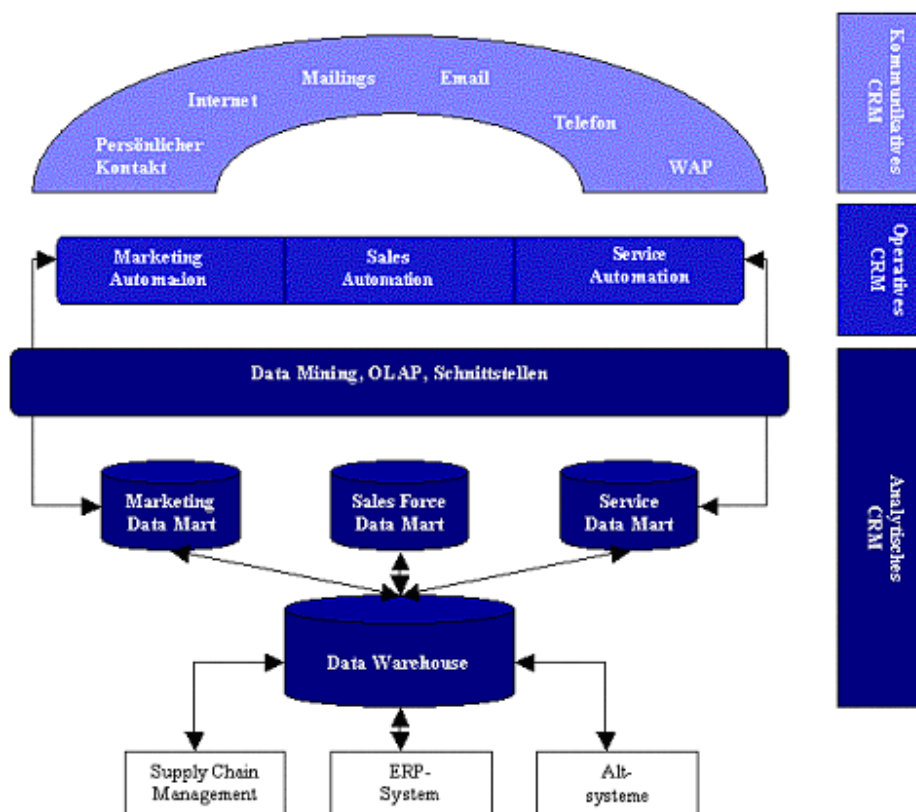 Mailings
Email
Internet
Telefon
Persönlicher
Kontakt
WAP
Kommunikatives
CRM
Marketing
Automation
Sales
Automation
Service
Automation
Operatives
CRM
Data Mining, OLAP, Schnittstellen
Marketing
Data Mart
Sales Force
Data Mart
Service
Data Mart
Analytisches
CRM
Data Warehouse
Supply Chain
Management
ERP-
System
Alt-
systeme